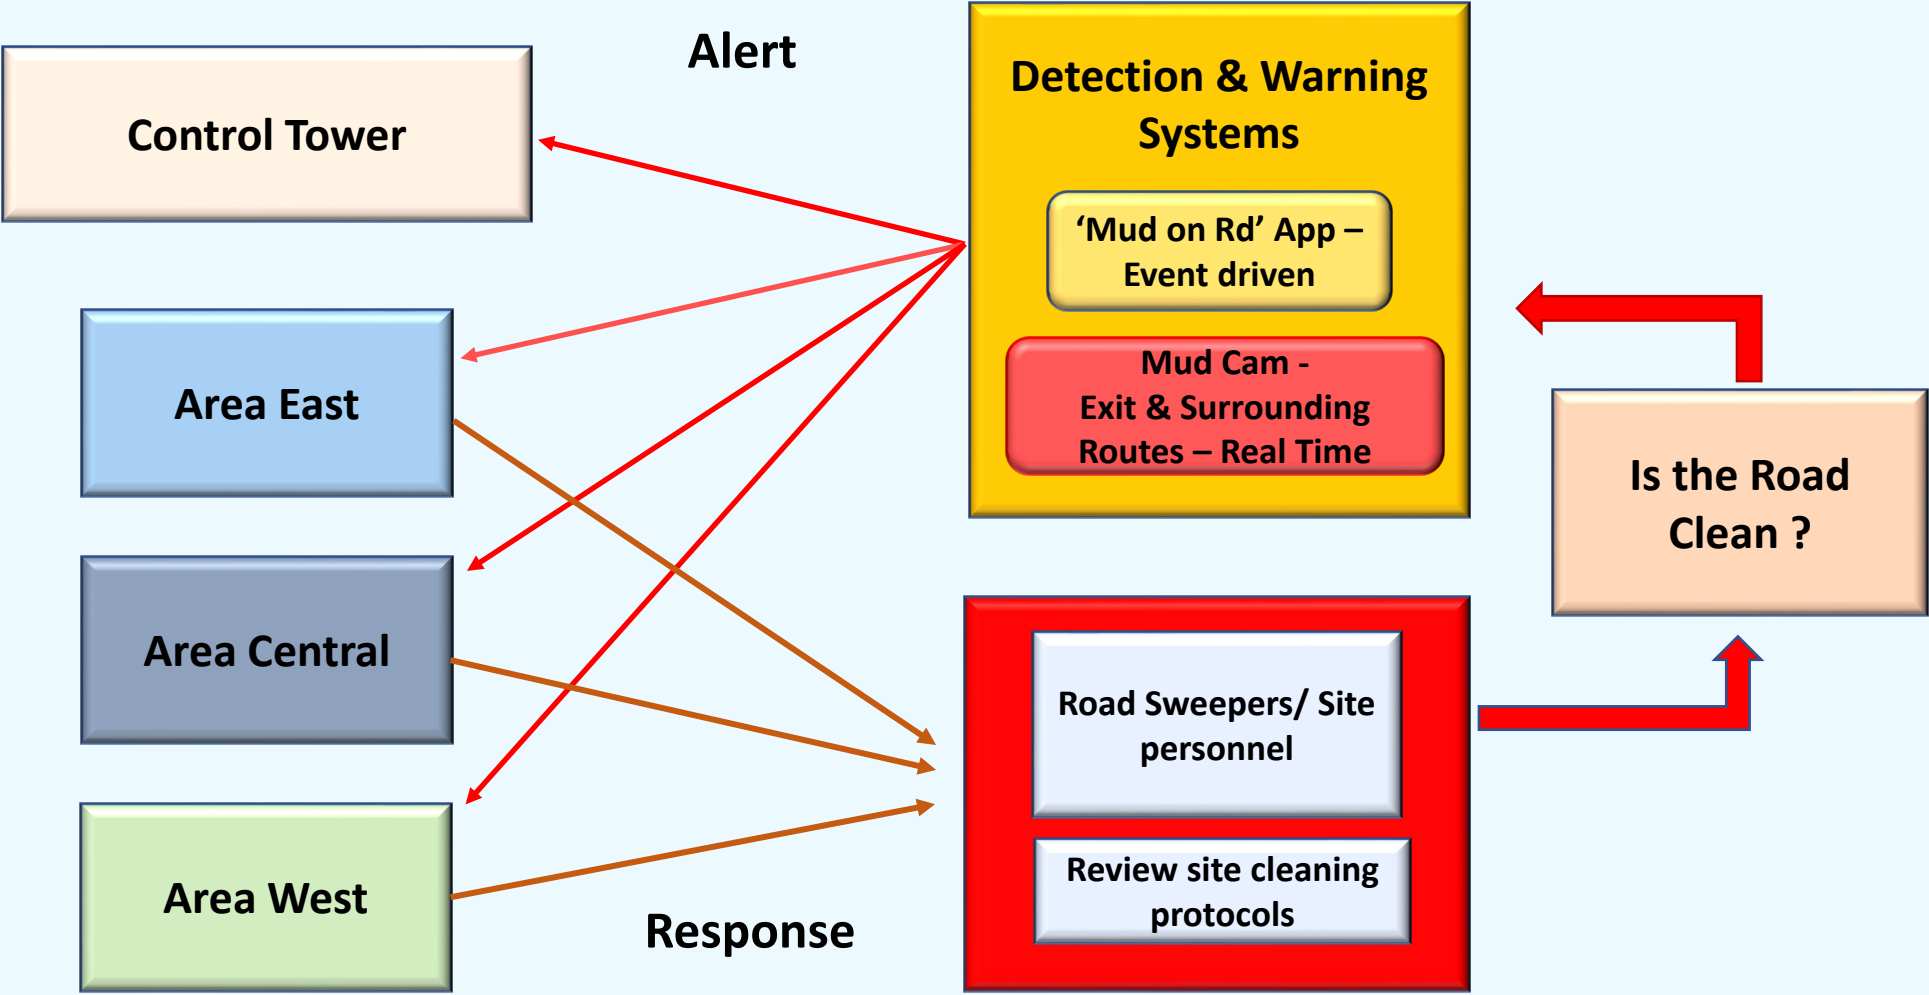 Alert
Control Tower
Detection & Warning
Systems
‘Mud on Rd’ App –
Event driven
Mud Cam -
Exit & Surrounding
Routes – Real Time
Area East
Is the Road
Clean ?
Area Central
Road Sweepers/ Site
personnel
Area West
Review site cleaning
protocols
Response